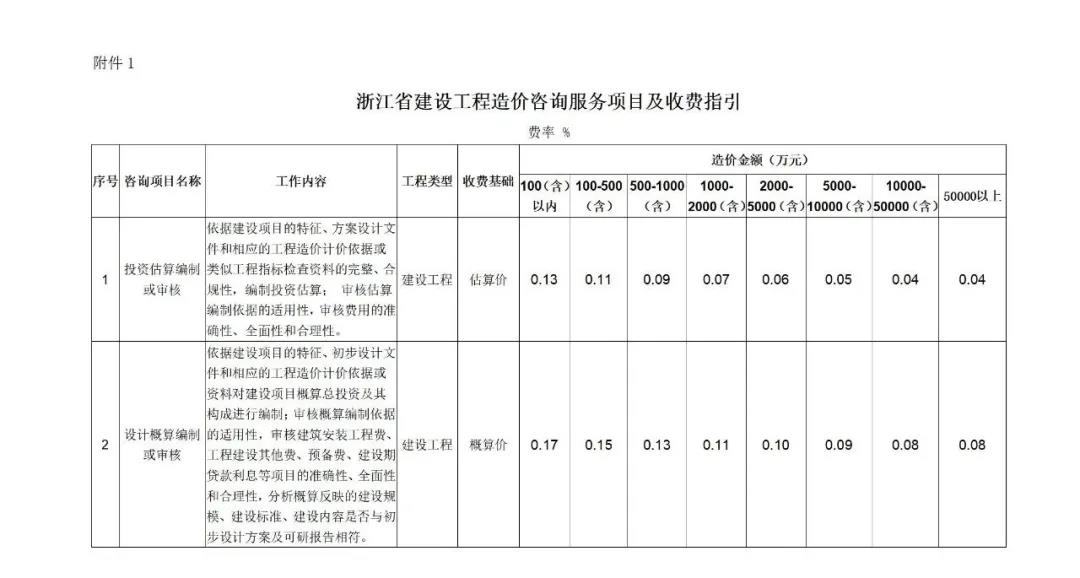 附件 1
浙江省建设工程造价咨询服务项目及收费指引
费率 %
序号 咨询项目名称 工作内容 工程类型 收费基础 造价金额（万元）
100（含）以内 100-500（含） 500-1000（含） 1000-2000（含） 2000-5000（含） 5000-10000（含） 10000-50000（含） 50000以上
1 投资估算编制或审核
依据建设项目的特征、方案设计文
件和相应的工程造价计价依据或
类似工程指标检查资料的完整、合
规性，编制投资估算； 审核估算
编制依据的适用性，审核费用的准
确性、全面性和合理性。
建设工程 估算价 0.13 0.11 0.09 0.07 0.06 0.05 0.04 0.04
2 设计概算编制或审核
依据建设项目的特征、初步设计文
件和相应的工程造价计价依据或
资料对建设项目概算总投资及其
构成进行编制；审核概算编制依据
的适用性，审核建筑安装工程费、
工程建设其他费、预备费、建设期
贷款利息等项目的准确性、全面性
和合理性，分析概算反映的建设规
模、建设标准、建设内容是否与初
步设计方案及可研报告相符。
建设工程 概算价 0.17 0.15 0.13 0.11 0.10 0.09 0.08 0.08